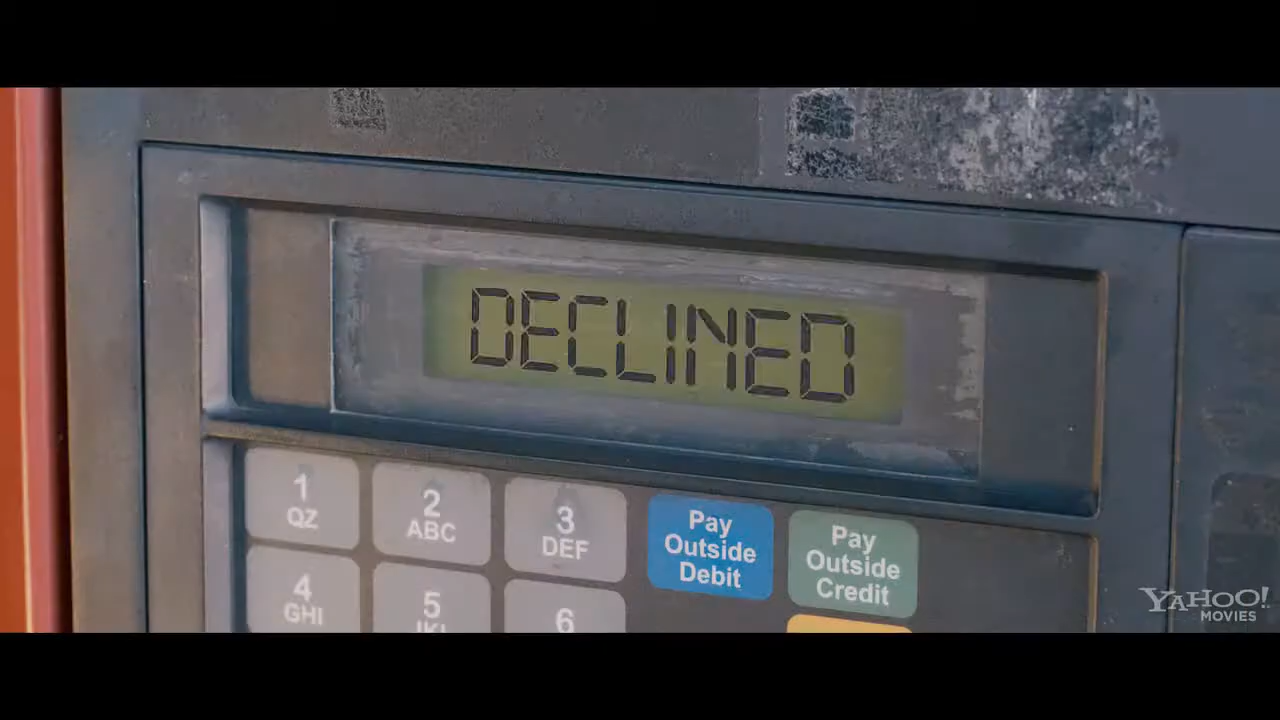 DECLINED
1
QZ
2
ABC
3
DEF
Pay
Outside
Debit
Pay
Outside
Credit
4
GHI
5
6
YAHOO!
MOVIES